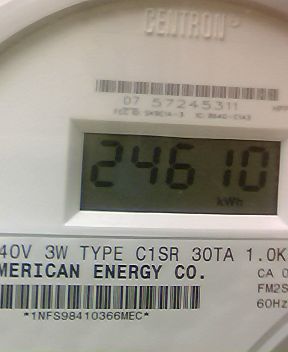 CENTRON
07 57245311
24610
kWh
40V 3W TYPE C1SR 30TA 1.0K
MERICAN ENERGY CO.
CA 0
FM2S
60Hz
*1NFS98410366MEC*